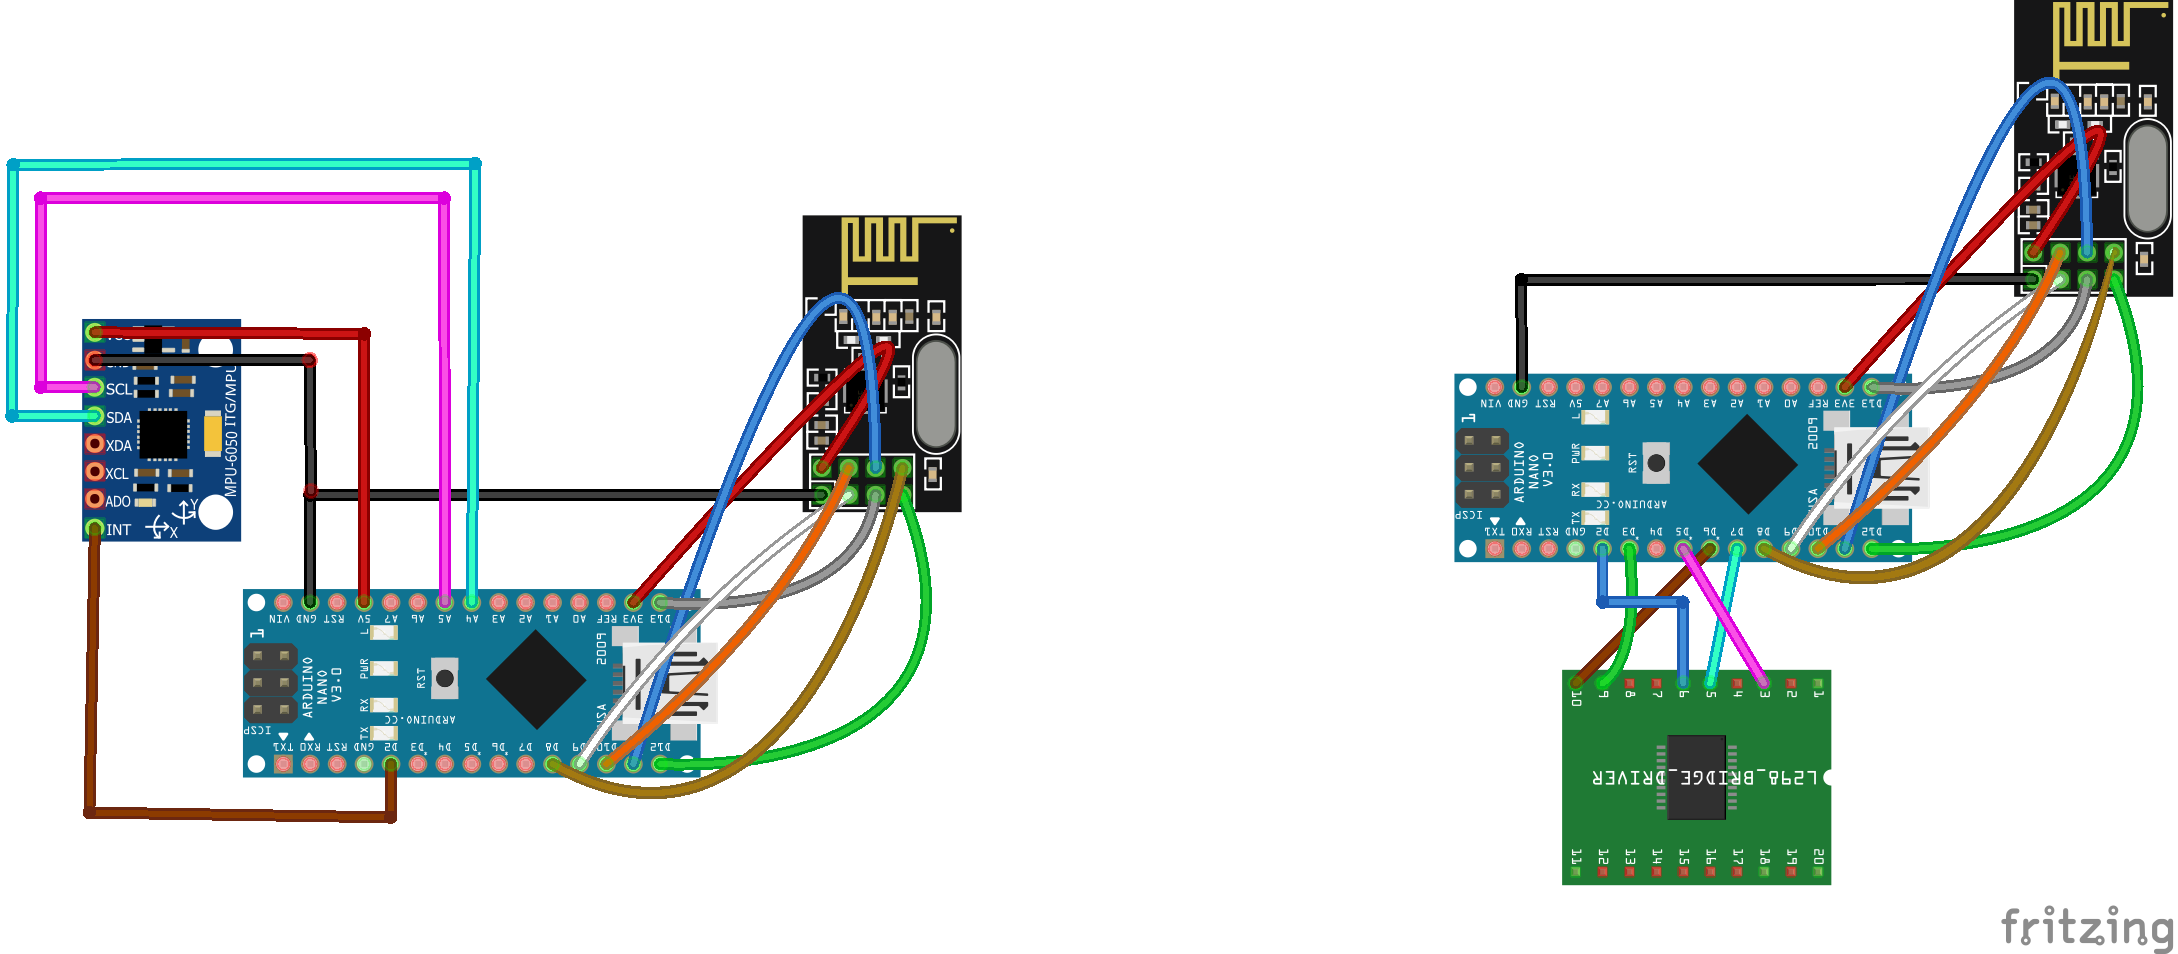 SCL
SDA
XDA
XCL
ADO
INT
MPU-6050 ITG/MPU
Y
X
VIN
GND
RST
5V
A7
A6
A5
A4
A3
A2
A1
A0
REF
3V3
D13
L
PWR
RX
TX
RST
ARDUINO
NANO
V3.0
ARDUINO.CC
ICSP
1
TX1
RX0
RST
GND
D2
D3
D4
D5
D6
D7
D8
D9
D10
D12
VIN
GND
RST
5V
A7
A6
A5
A4
A3
A2
A1
A0
REF
3V3
D13
L
PWR
RX
TX
RST
ARDUINO
NANO
V3.0
ARDUINO.CC
ICSP
1
TX1
RX0
RST
GND
D2
D3
D4
D5
D6
D7
D8
D9
D10
D12
10 9 8 7 6 5 4 3 2 1
L298_BRIDGE_DRIVER
11 12 13 14 15 16 17 18 19 20
fritzing